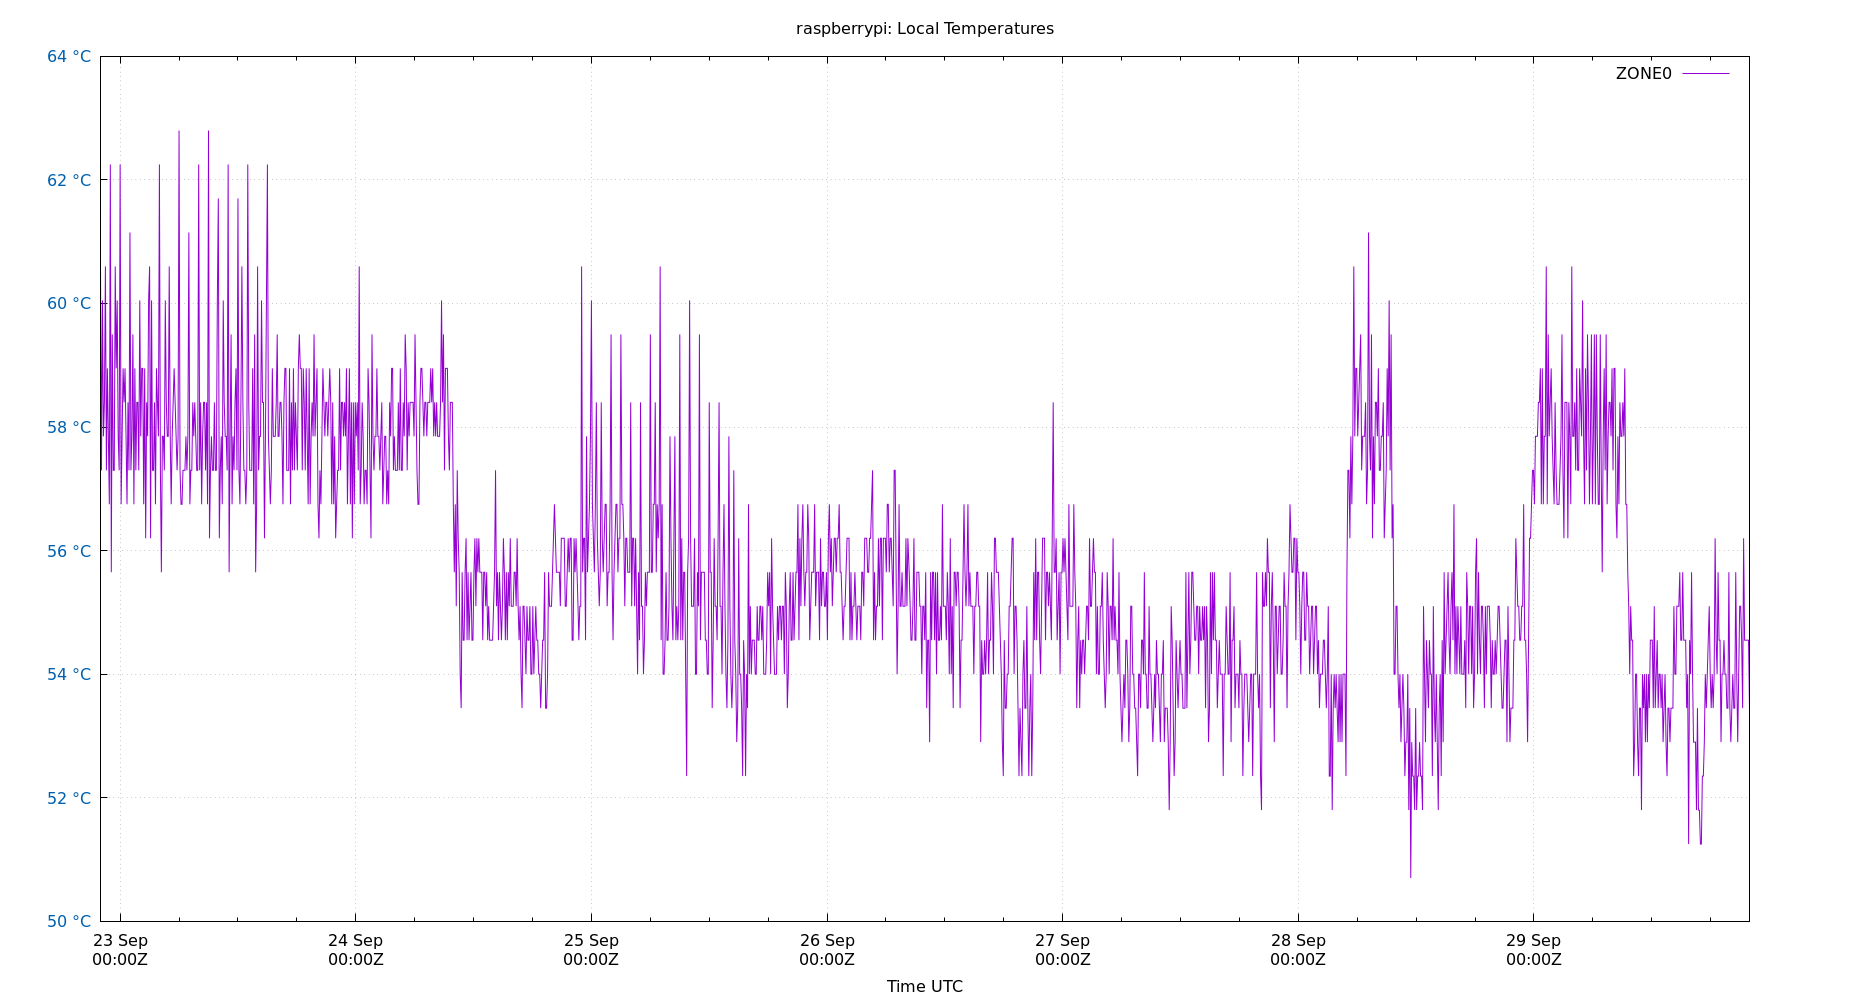 raspberrypi: Local Temperatures
64 °C
ZONE0
62 °C
60 °C
58 °C
56 °C
54 °C
52 °C
50 °C
23 Sep 24 Sep 25 Sep 26 Sep 27 Sep 28 Sep 29 Sep
00:00Z 00:00Z 00:00Z 00:00Z 00:00Z 00:00Z 00:00Z
Time UTC